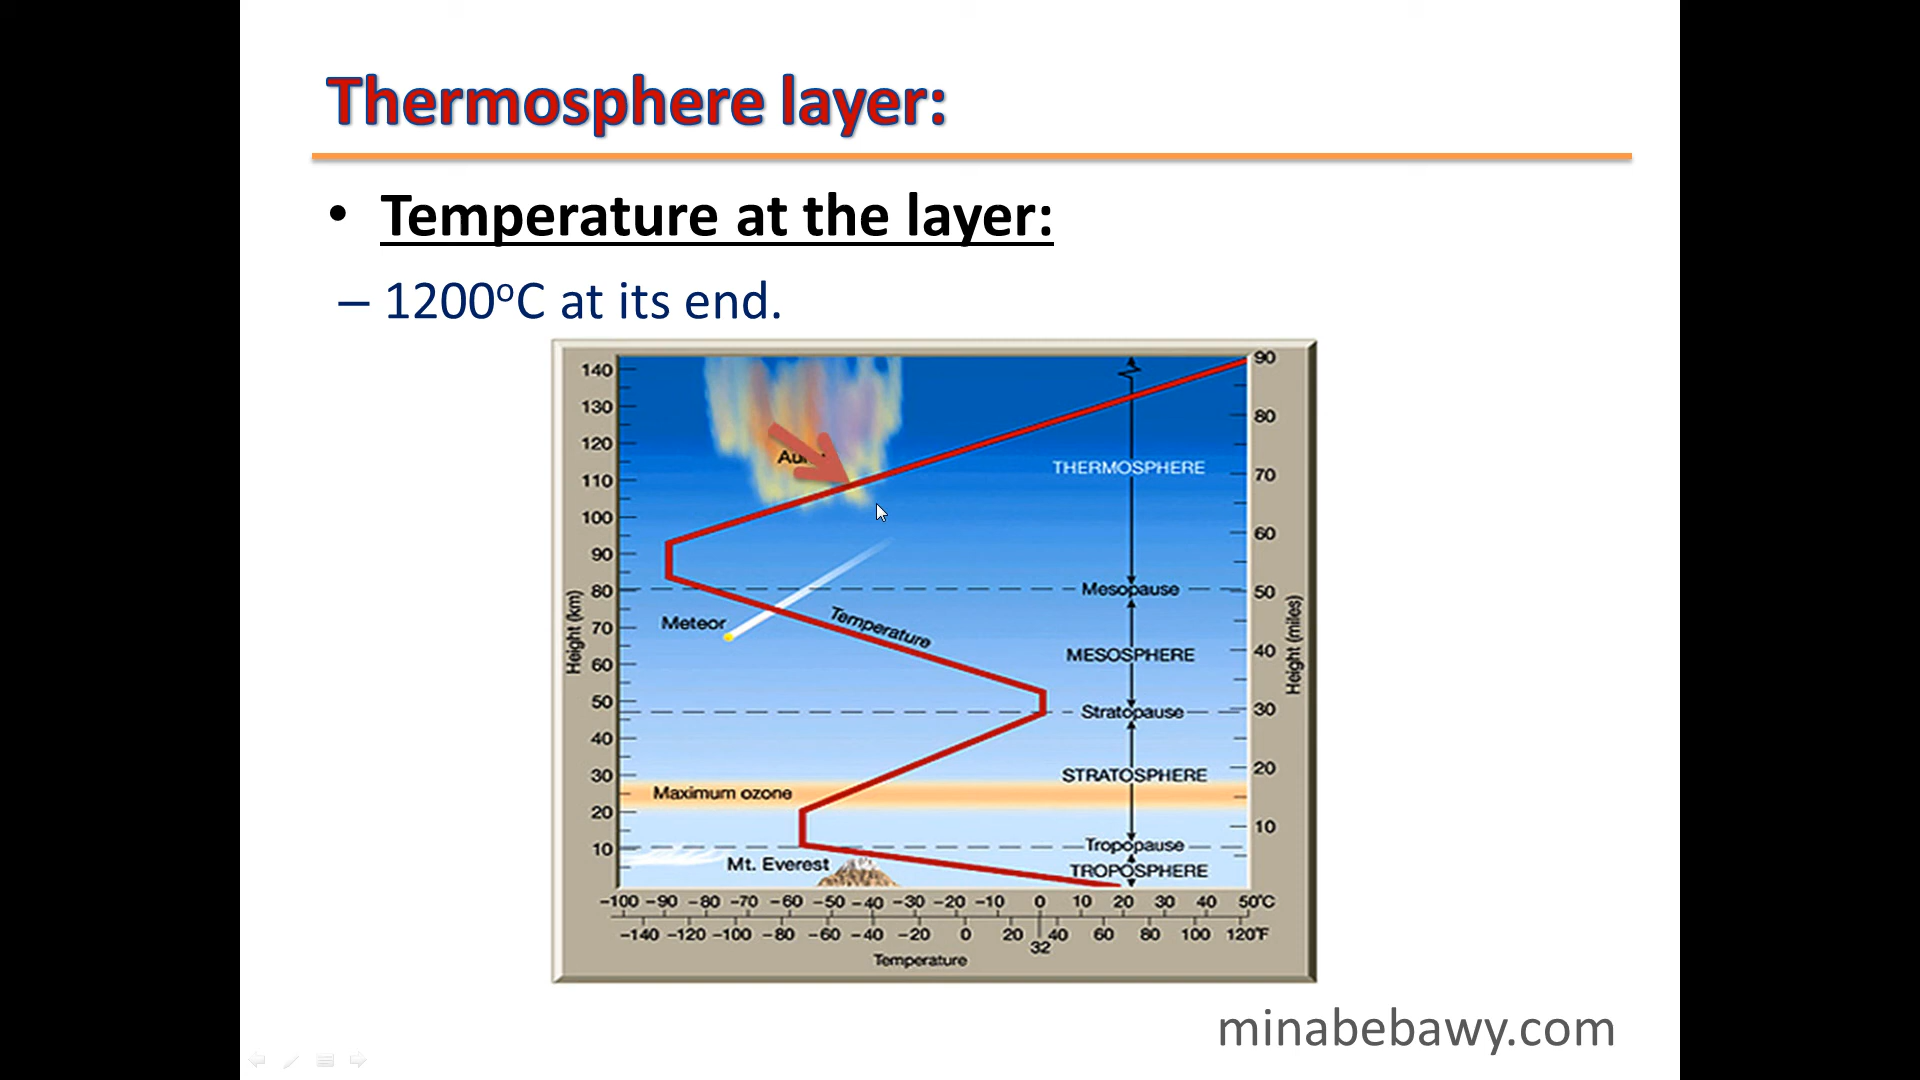 Thermosphere layer:
• Temperature at the layer:
– 1200ºC at its end.
140
130
120
110
100
90
80
70
60
50
40
30
20
10
Height (km)
90
80
70
60
50
40
30
20
10
Height (miles)
THERMOSPHERE
Mesopause
Meteor
Temperature
MESOSPHERE
Stratopause
STRATOSPHERE
Maximum ozone
Tropopause
Mt. Everest
TROPOSPHERE
–100 –90 –80 –70 –60 –50 –40 –30 –20 –10 0 10 20 30 40 50°C
–140 –120 –100 –80 –60 –40 –20 0 20 40 60 80 100 120°F
32
Temperature
minabebawy.com